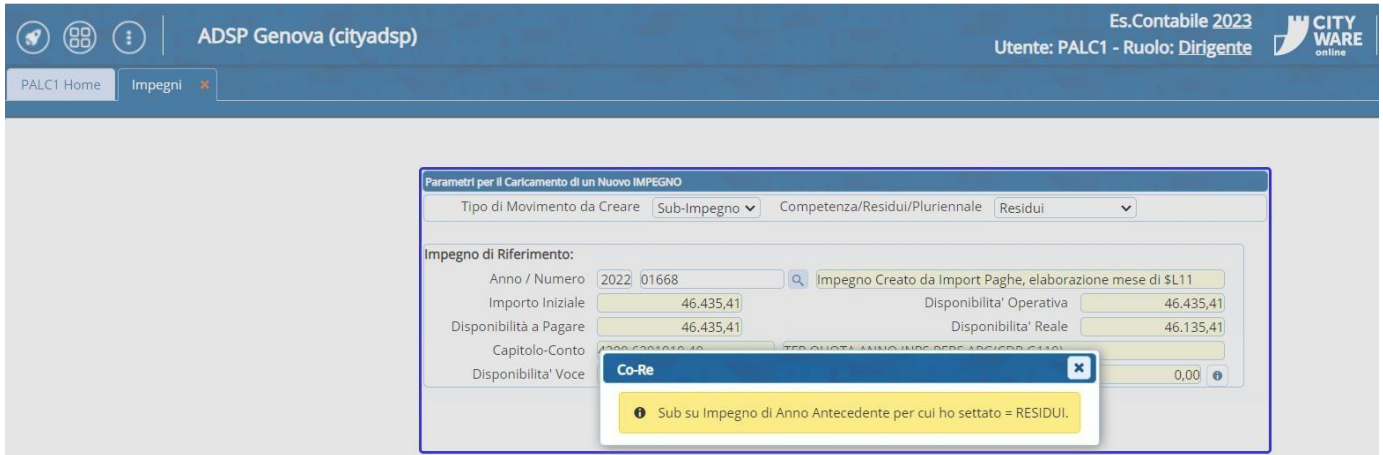 ADSP Genova (cityadsp)
Es.Contabile 2023
Utente: PALC1 - Ruolo: Dirigente
CITY
WARE
online
PALC1 Home
Impegni
Parametri per il Caricamento di un Nuovo IMPEGNO
Tipo di Movimento da Creare Sub-Impegno Competenza/Residui/Pluriennale Residui
Impegno di Riferimento:
Anno / Numero 2022 01668 Impegno Creato da Import Paghe, elaborazione mese di $L11
Importo Iniziale 46.435,41 Disponibilita' Operativa 46.435,41
Disponibilità a Pagare 46.435,41 Disponibilita' Reale 46.135,41
Capitolo-Conto
Disponibilita' Voce 0,00
Co-Re
Sub su Impegno di Anno Antecedente per cui ho settato = RESIDUI.